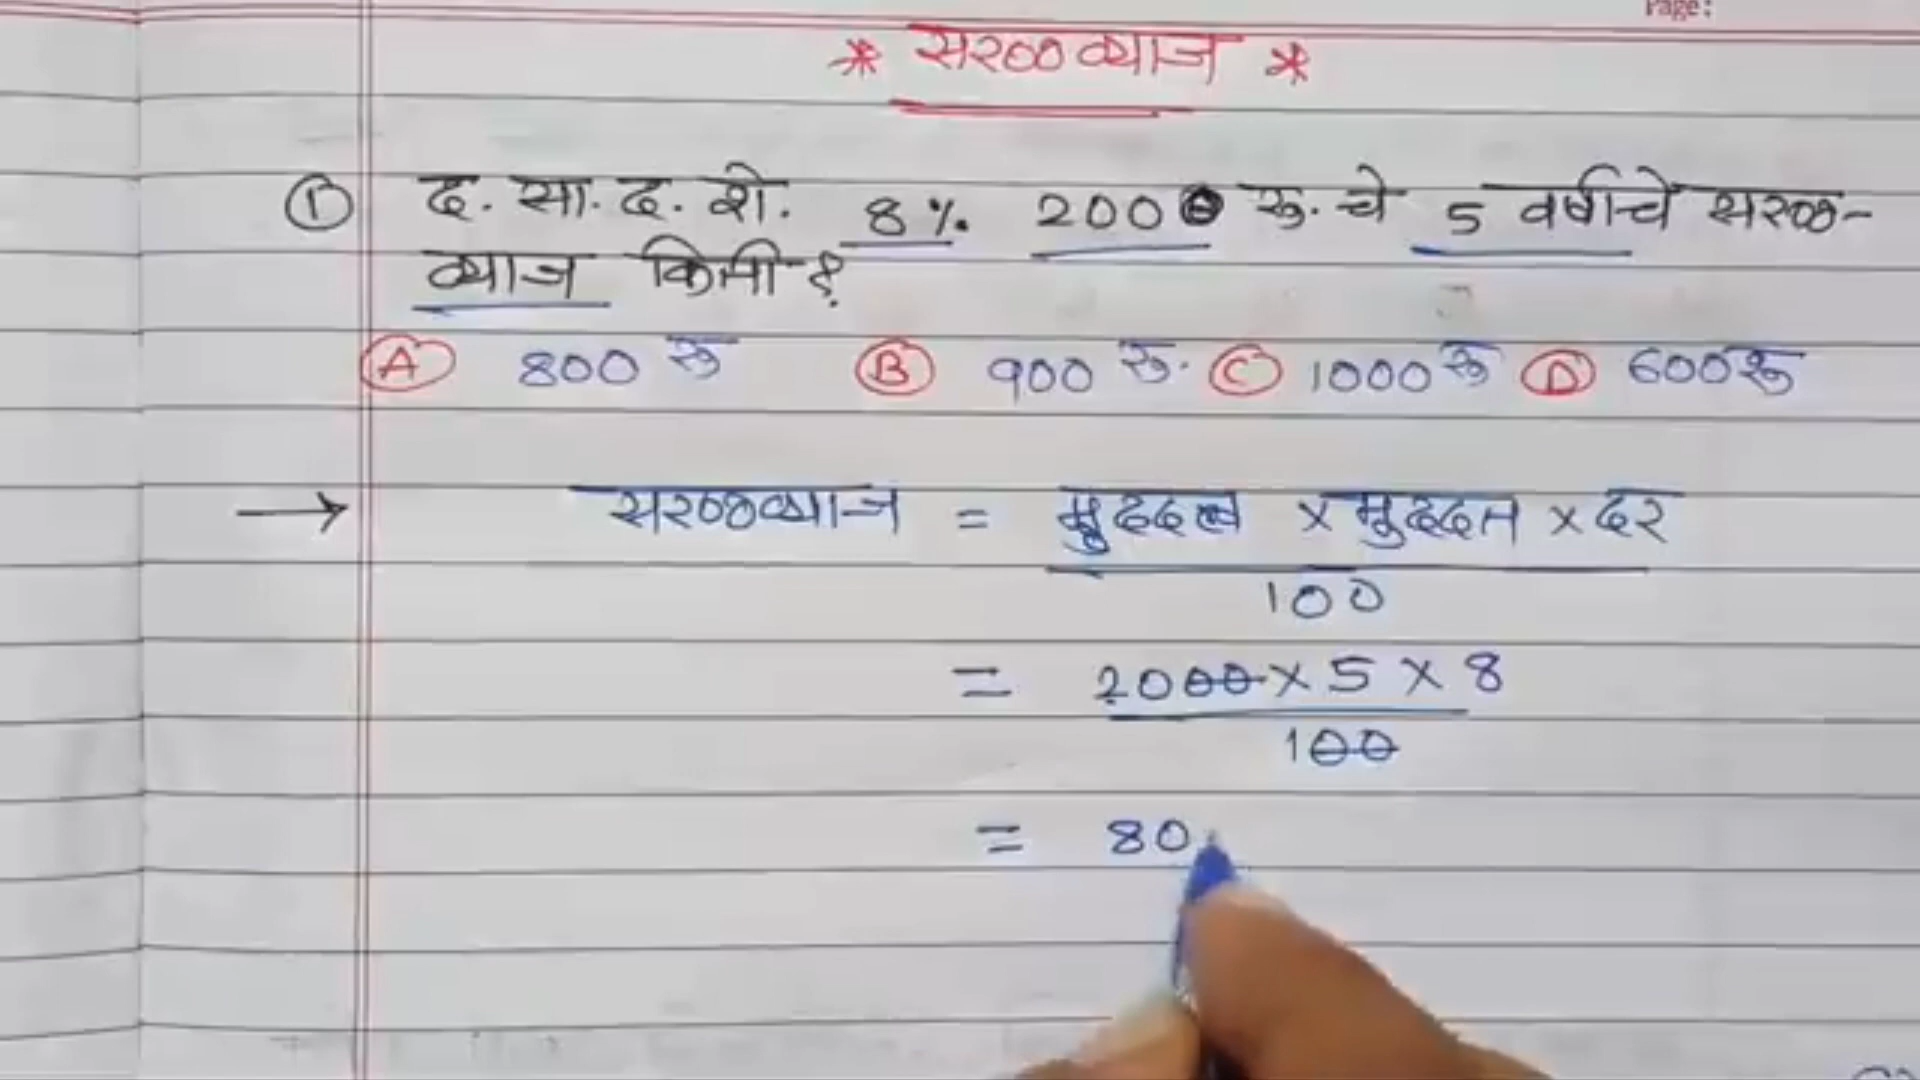 Page:
* सरळव्याज *
① द. सा. द. शे. 8% 2000 रु. चे 5 वर्षाचे सरळ-
व्याज किती?
Ⓐ 800 रु Ⓑ 900 रु. Ⓒ 1000 रु Ⓓ 600 रु
→ सरळव्याज = मुद्दल × मुद्दत × दर
100
= 2000 × 5 × 8
100
= 80